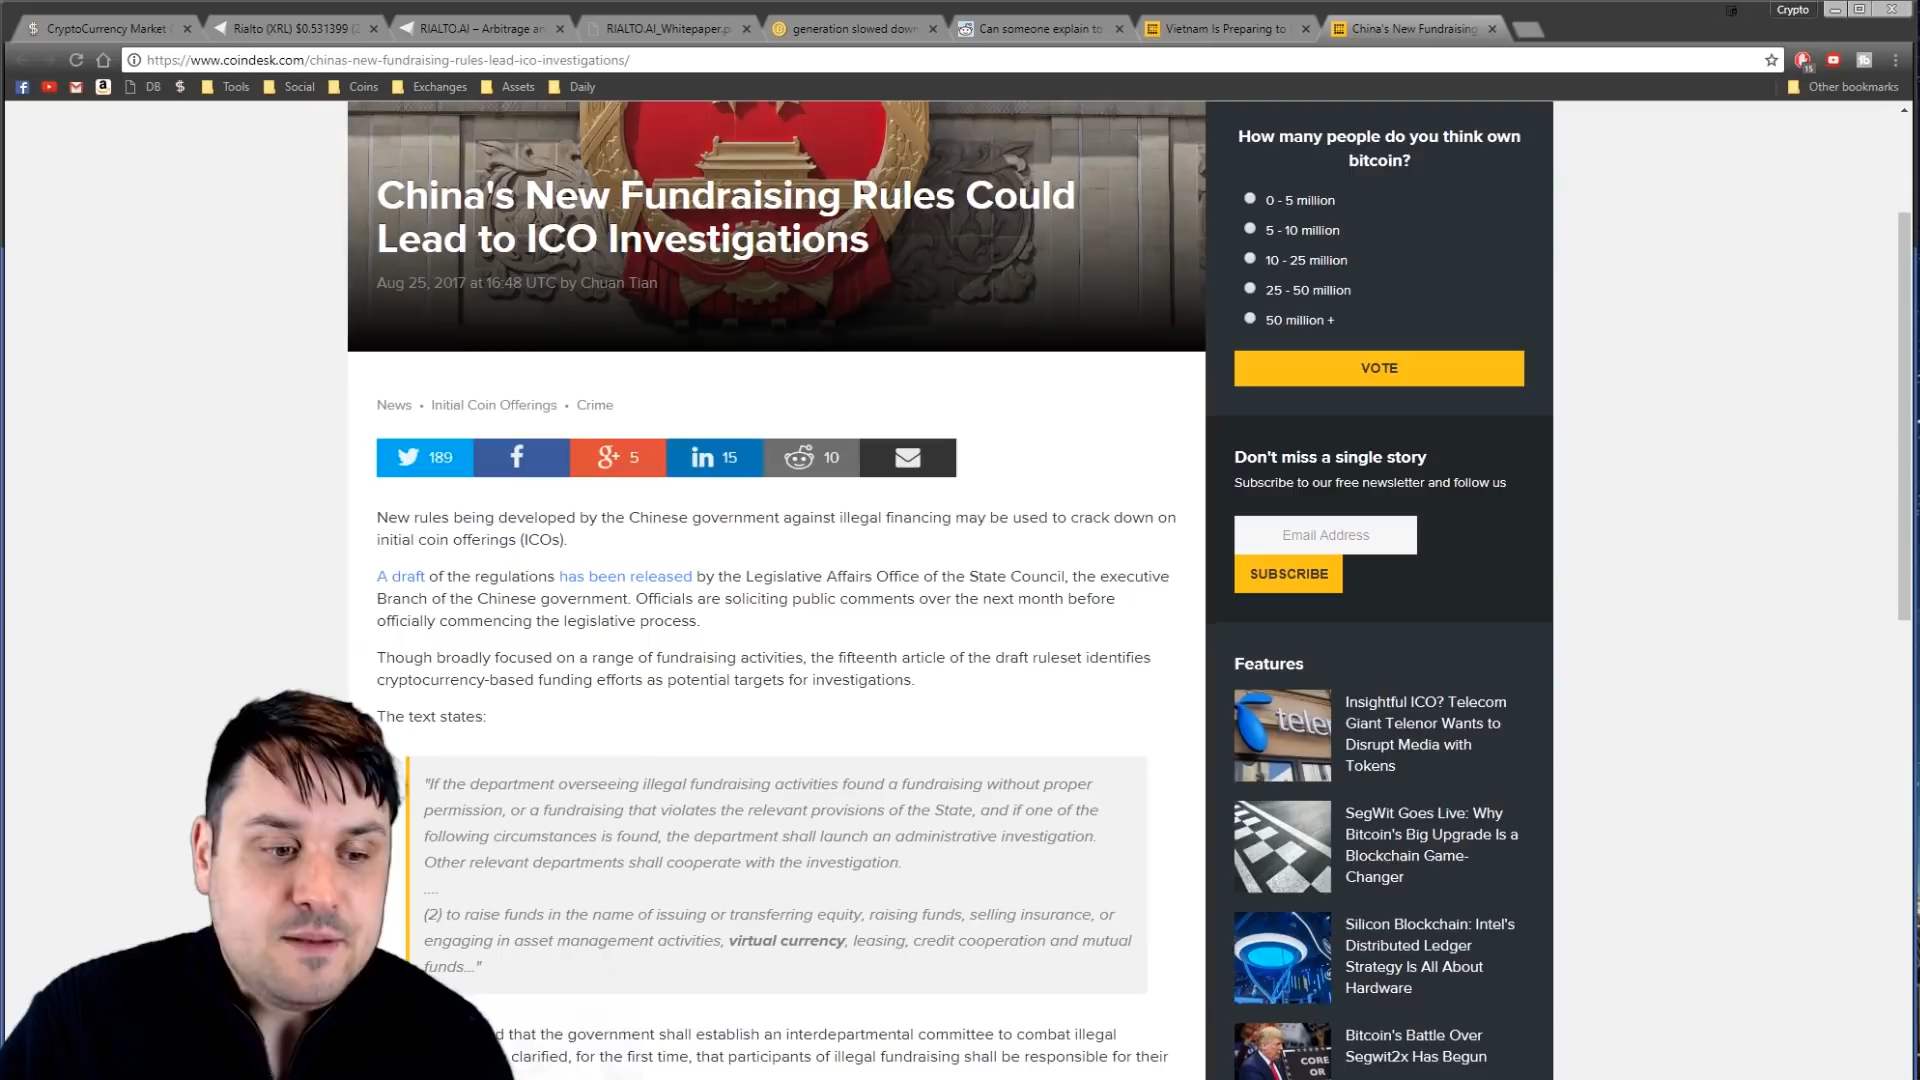 CryptoCurrency Market C
Rialto (XRL) $0.531399 (2
RIALTO.AI – Arbitrage an
RIALTO.AI_Whitepaper.p
generation slowed down
Can someone explain to
Vietnam Is Preparing to
China's New Fundraising
Crypto
https://www.coindesk.com/chinas-new-fundraising-rules-lead-ico-investigations/
15
DB
Tools
Social
Coins
Exchanges
Assets
Daily
Other bookmarks
China's New Fundraising Rules Could
Lead to ICO Investigations
Aug 25, 2017 at 16:48 UTC by Chuan Tian
News • Initial Coin Offerings • Crime
189
5
15
10
New rules being developed by the Chinese government against illegal financing may be used to crack down on
initial coin offerings (ICOs).
A draft of the regulations has been released by the Legislative Affairs Office of the State Council, the executive
Branch of the Chinese government. Officials are soliciting public comments over the next month before
officially commencing the legislative process.
Though broadly focused on a range of fundraising activities, the fifteenth article of the draft ruleset identifies
cryptocurrency-based funding efforts as potential targets for investigations.
The text states:
"If the department overseeing illegal fundraising activities found a fundraising without proper
permission, or a fundraising that violates the relevant provisions of the State, and if one of the
following circumstances is found, the department shall launch an administrative investigation.
Other relevant departments shall cooperate with the investigation.
....
(2) to raise funds in the name of issuing or transferring equity, raising funds, selling insurance, or
engaging in asset management activities, virtual currency, leasing, credit cooperation and mutual
funds..."
d that the government shall establish an interdepartmental committee to combat illegal
clarified, for the first time, that participants of illegal fundraising shall be responsible for their
How many people do you think own
bitcoin?
0 - 5 million
5 - 10 million
10 - 25 million
25 - 50 million
50 million +
VOTE
Don't miss a single story
Subscribe to our free newsletter and follow us
Email Address
SUBSCRIBE
Features
telen
Insightful ICO? Telecom
Giant Telenor Wants to
Disrupt Media with
Tokens
SegWit Goes Live: Why
Bitcoin's Big Upgrade Is a
Blockchain Game-
Changer
Silicon Blockchain: Intel's
Distributed Ledger
Strategy Is All About
Hardware
CORE
OR
Bitcoin's Battle Over
Segwit2x Has Begun